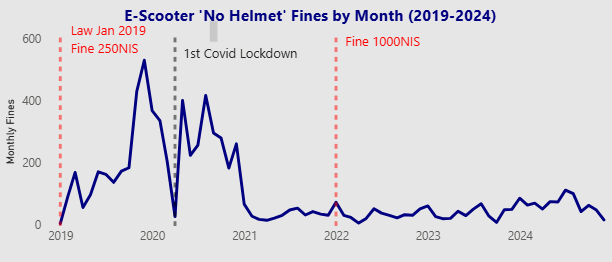 E-Scooter 'No Helmet' Fines by Month (2019-2024)
Law Jan 2019
Fine 250NIS
1st Covid Lockdown
Fine 1000NIS
Monthly Fines
600
400
200
0
2019 2020 2021 2022 2023 2024